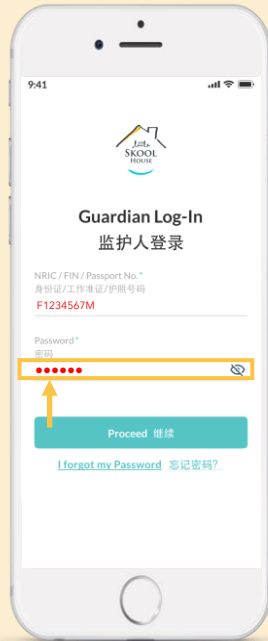 9:41
Little
SKOOL
HOUSE
Guardian Log-In
监护人登录
NRIC / FIN / Passport No.*
身份证/工作准证/护照号码
F1234567M
Password*
密码
••••••
Proceed 继续
I forgot my Password 忘记密码?